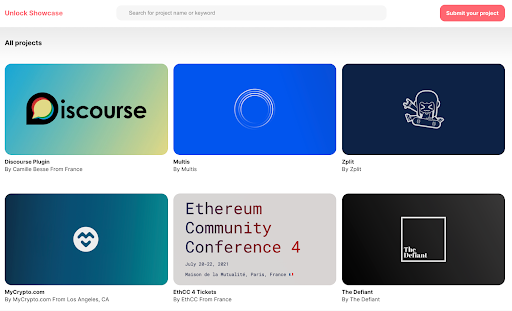 Unlock Showcase
Search for project name or keyword
Submit your project
All projects
Discourse
Discourse Plugin
By Camille Besse From France
Multis
By Multis
Zplit
By Zplit
MyCrypto.com
By MyCrypto.com From Los Angeles, CA
Ethereum
Community
Conference 4
July 20-22, 2021
Maison de la Mutualité, Paris, France
EthCC 4 Tickets
By EthCC From France
The
Defiant
The Defiant
By The Defiant